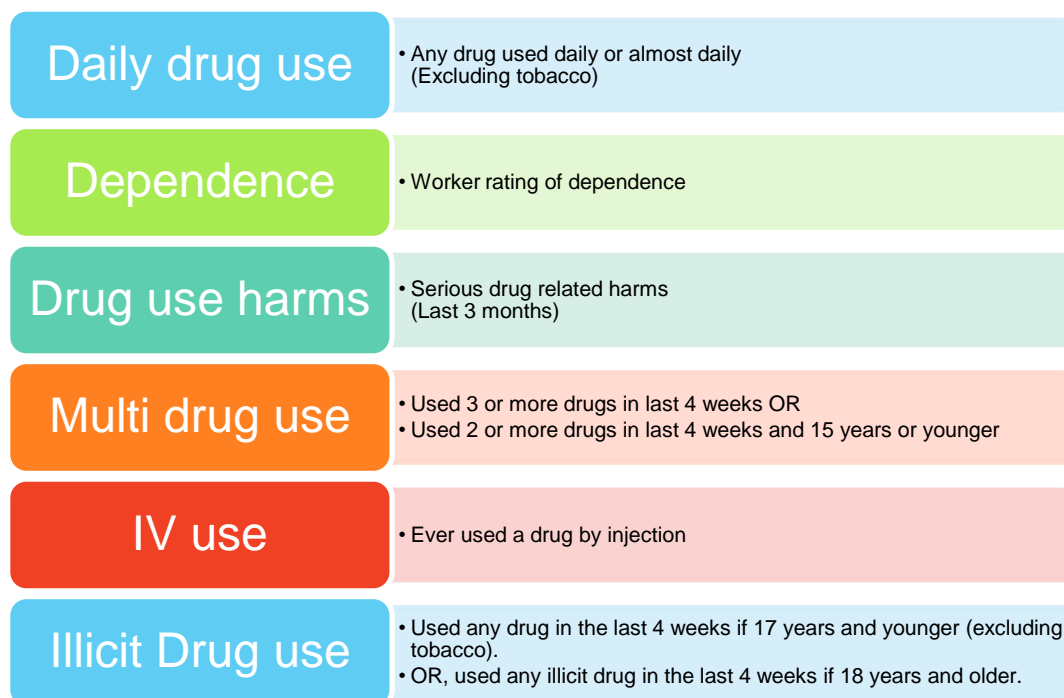 Daily drug use
• Any drug used daily or almost daily
(Excluding tobacco)
Dependence
• Worker rating of dependence
Drug use harms
• Serious drug related harms
(Last 3 months)
Multi drug use
• Used 3 or more drugs in last 4 weeks OR
• Used 2 or more drugs in last 4 weeks and 15 years or younger
IV use
• Ever used a drug by injection
Illicit Drug use
• Used any drug in the last 4 weeks if 17 years and younger (excluding
tobacco).
• OR, used any illicit drug in the last 4 weeks if 18 years and older.